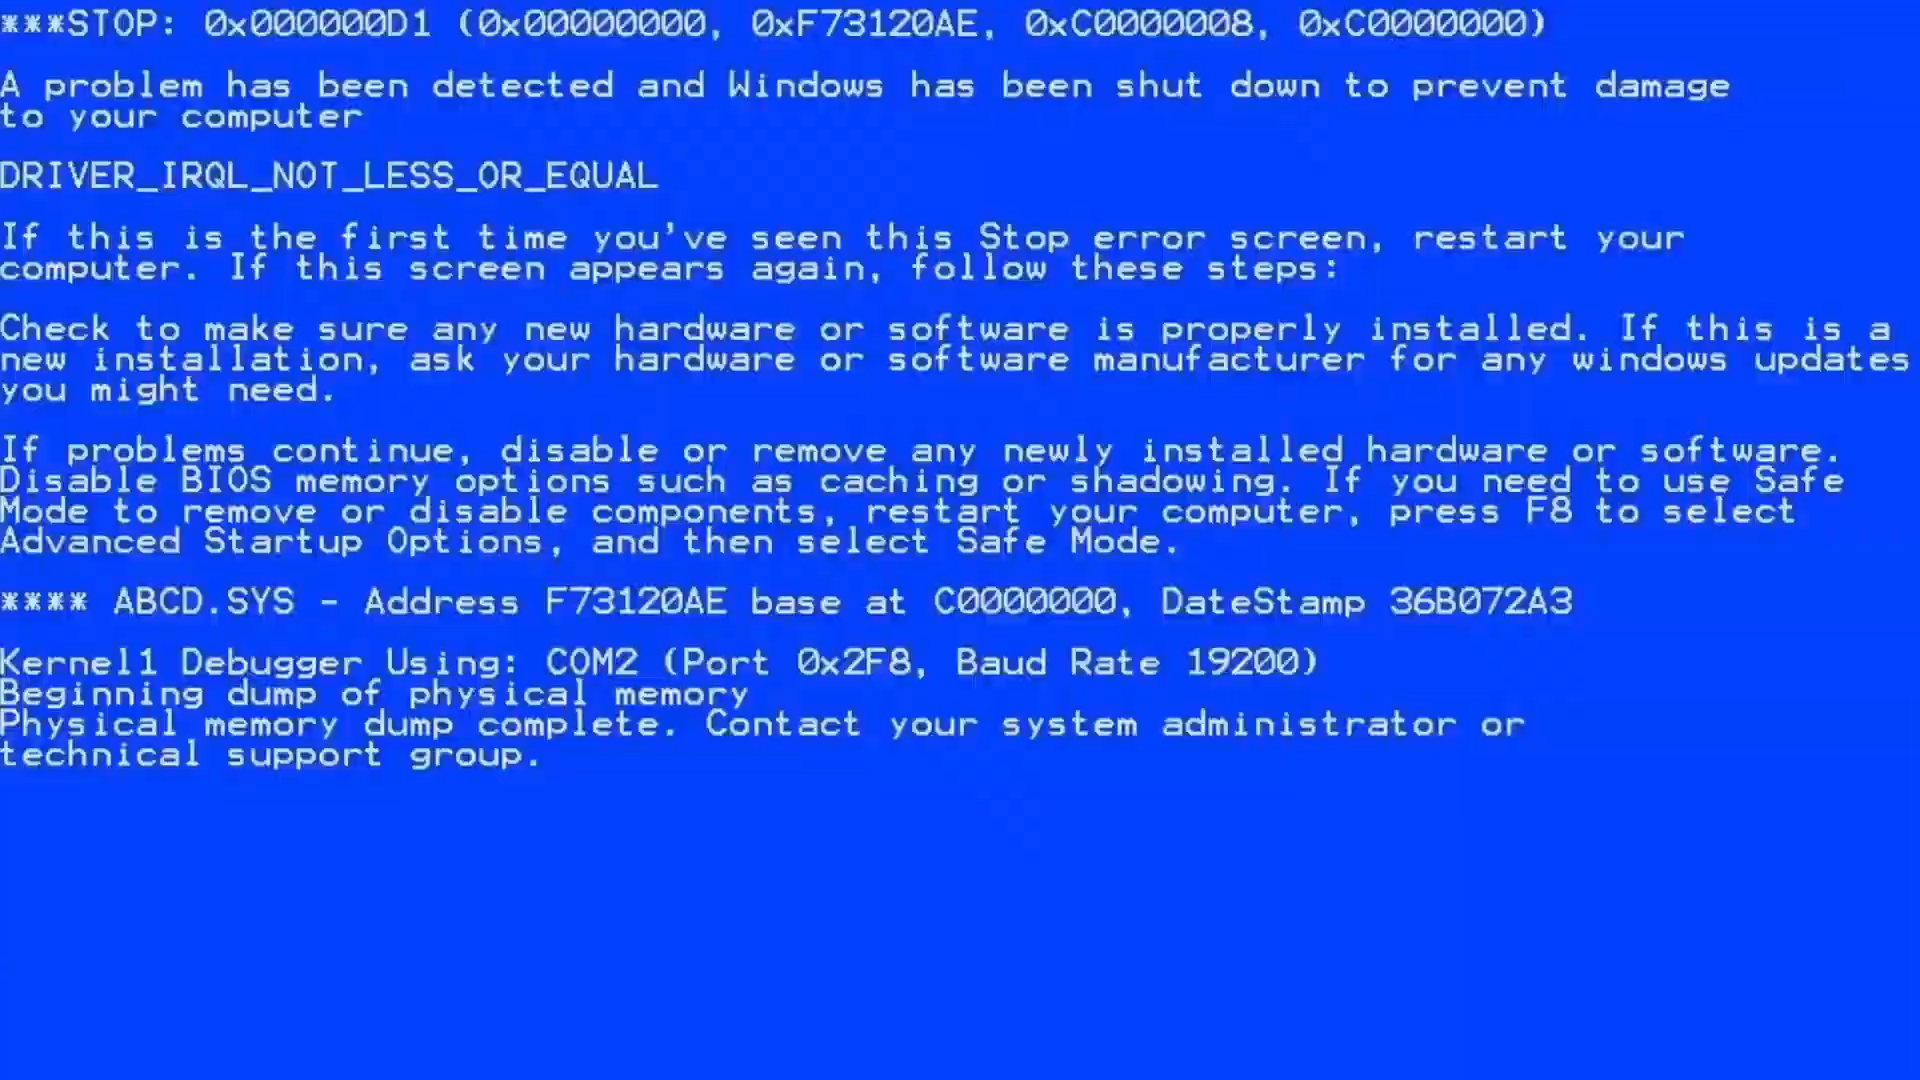 ***STOP: 0x000000D1 (0x00000000, 0xF73120AE, 0xC0000008, 0xC0000000)
A problem has been detected and Windows has been shut down to prevent damage
to your computer
DRIVER_IRQL_NOT_LESS_OR_EQUAL
If this is the first time you've seen this Stop error screen, restart your
computer. If this screen appears again, follow these steps:
Check to make sure any new hardware or software is properly installed. If this is a
new installation, ask your hardware or software manufacturer for any windows updates
you might need.
If problems continue, disable or remove any newly installed hardware or software.
Disable BIOS memory options such as caching or shadowing. If you need to use Safe
Mode to remove or disable components, restart your computer, press F8 to select
Advanced Startup Options, and then select Safe Mode.
**** ABCD.SYS - Address F73120AE base at C0000000, DateStamp 36B072A3
Kernel1 Debugger Using: COM2 (Port 0x2F8, Baud Rate 19200)
Beginning dump of physical memory
Physical memory dump complete. Contact your system administrator or
technical support group.